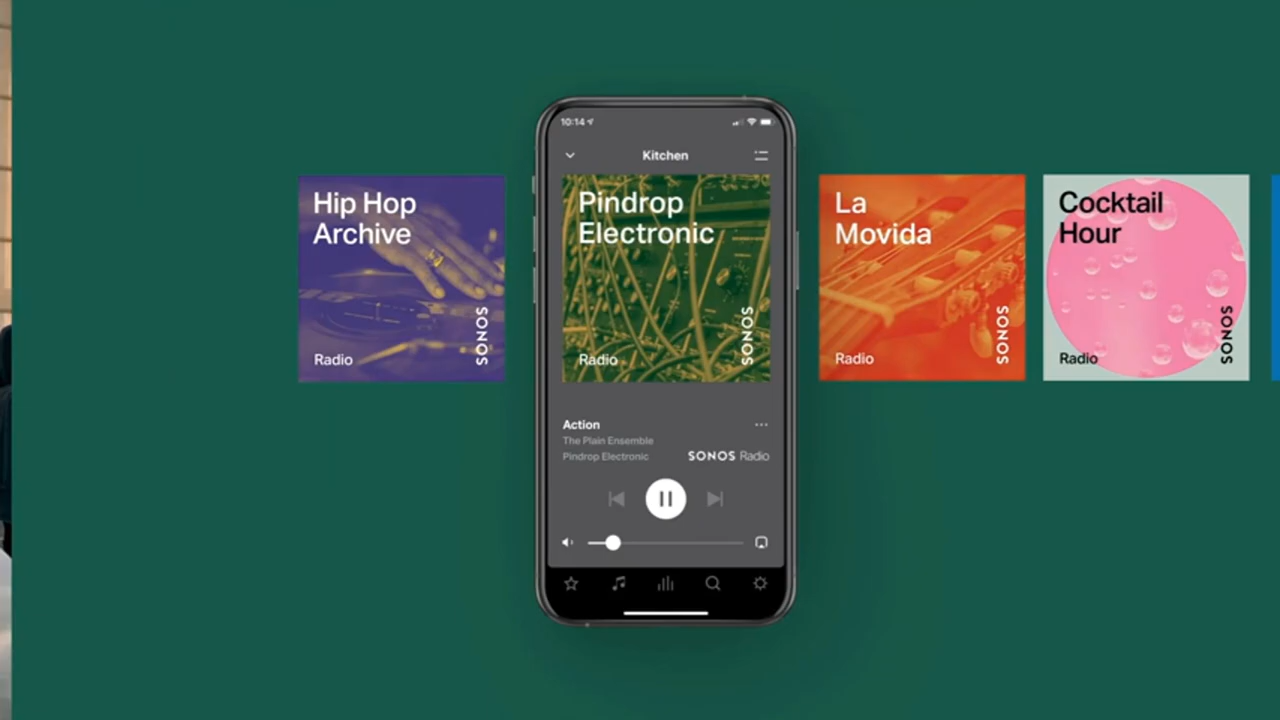 Hip Hop
Archive
SONOS
Radio
10:14
Kitchen
Pindrop
Electronic
SONOS
Radio
Action
The Plain Ensemble
Pindrop Electronic
SONOS Radio
La
Movida
SONOS
Radio
Cocktail
Hour
SONOS
Radio